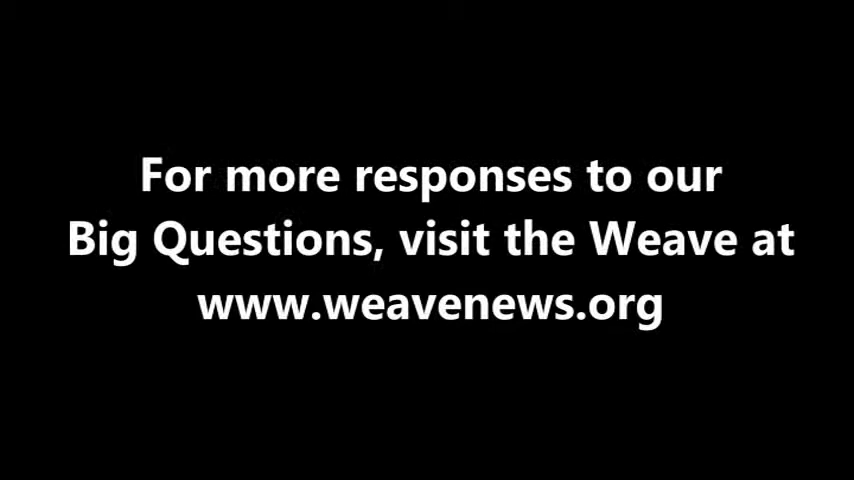 For more responses to our
Big Questions, visit the Weave at
www.weavenews.org